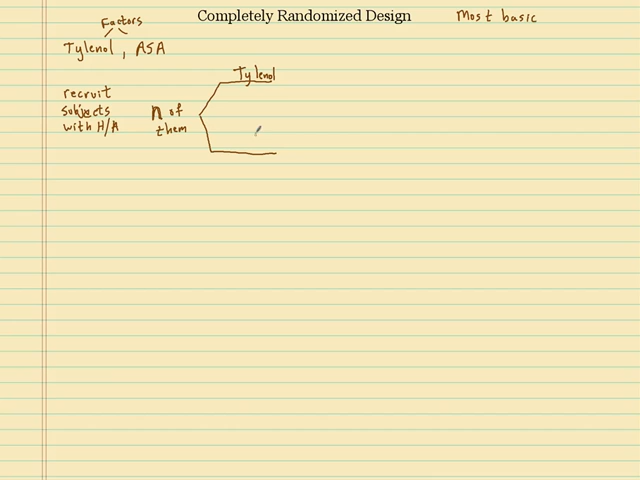 Completely Randomized Design
Most basic
Factors
Tylenol, ASA
Tylenol
recruit
subjects
with H/A
n of
them